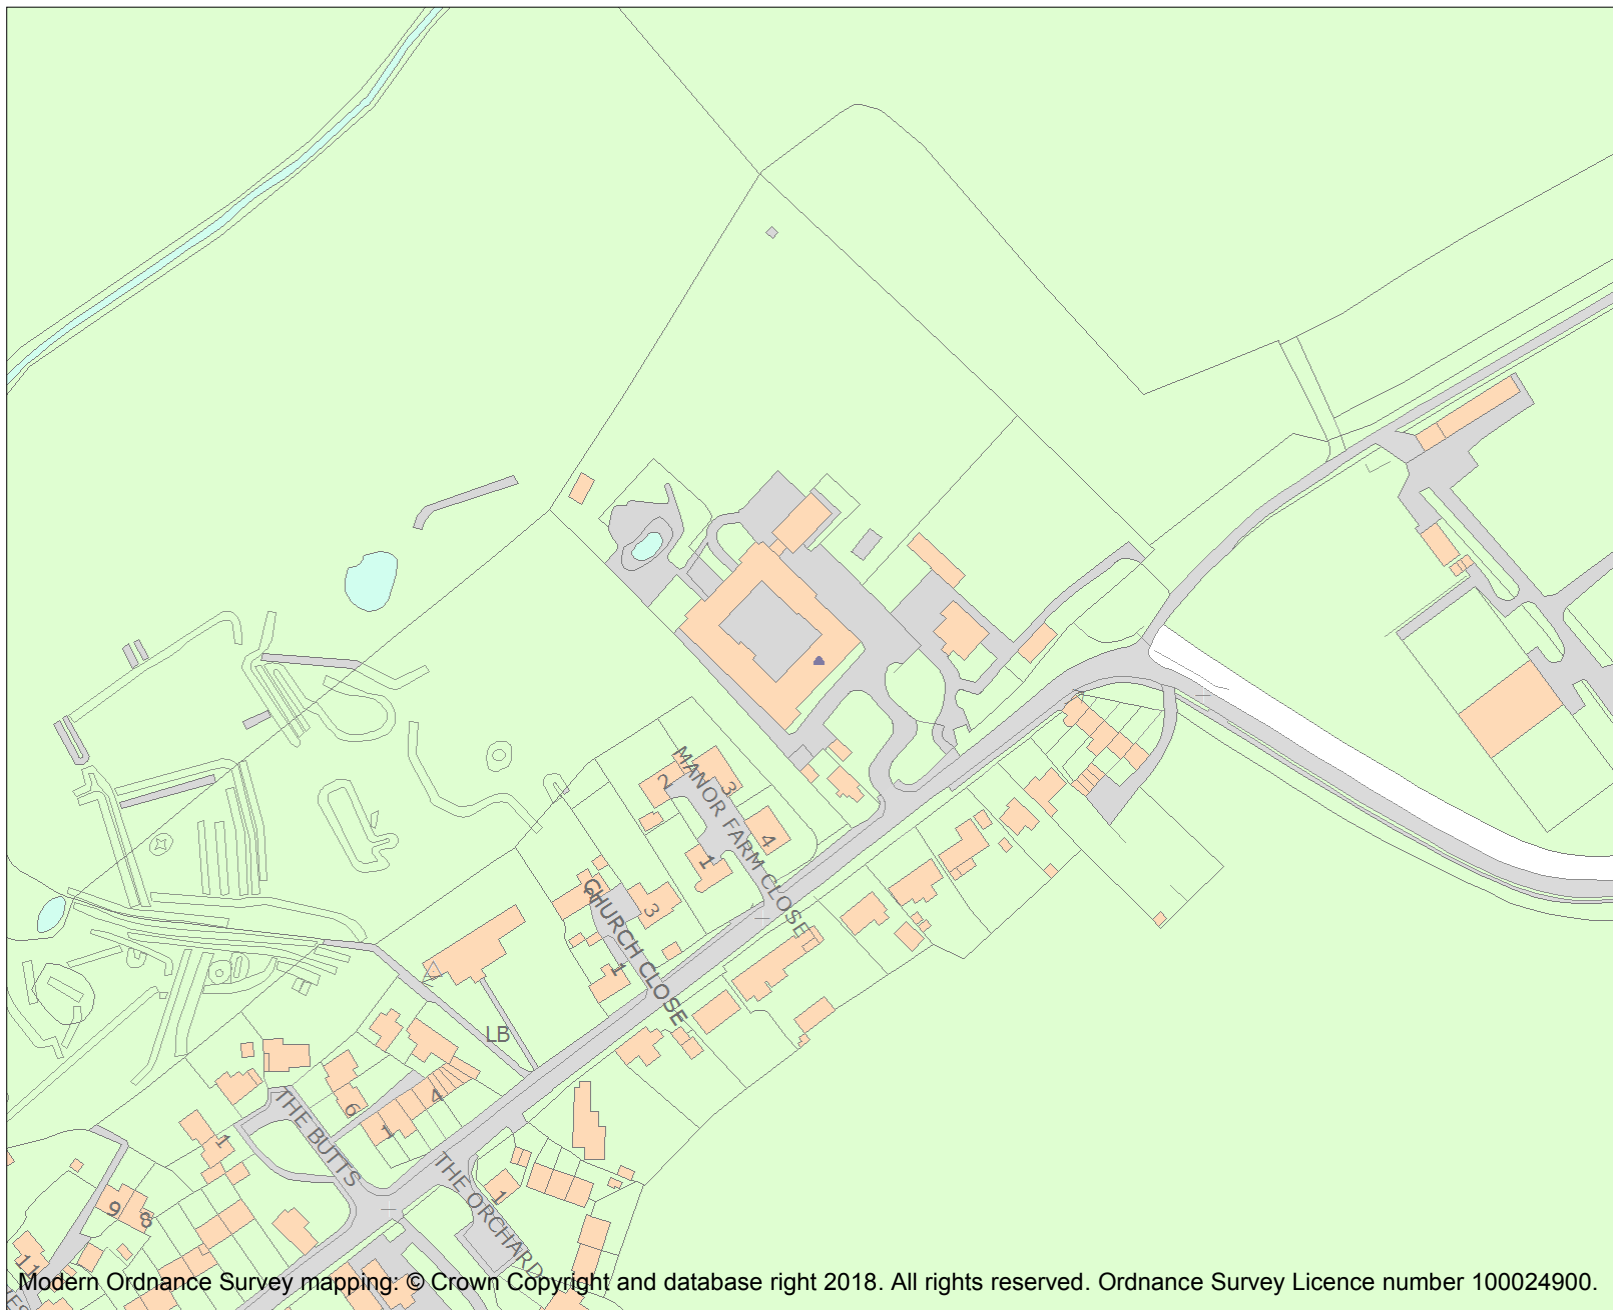 MANOR FARM CLOSE
2
3
4
1
CHURCH CLOSE
3
1
LB
THE BUTTS
6
4
1
1
THE ORCHARD
1
9
8
11
Modern Ordnance Survey mapping: © Crown Copyright and database right 2018. All rights reserved. Ordnance Survey Licence number 100024900.